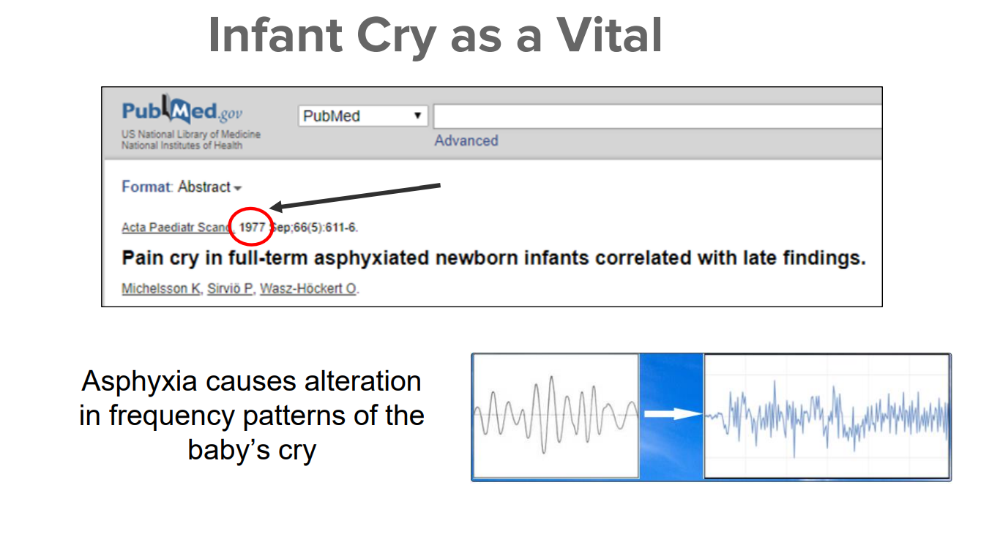 Infant Cry as a Vital
PubMed.gov
US National Library of Medicine
National Institutes of Health
PubMed
Advanced
Format: Abstract
Acta Paediatr Scand. 1977 Sep;66(5):611-6.
Pain cry in full-term asphyxiated newborn infants correlated with late findings.
Michelsson K, Sirviö P, Wasz-Höckert O.
Asphyxia causes alteration
in frequency patterns of the
baby’s cry